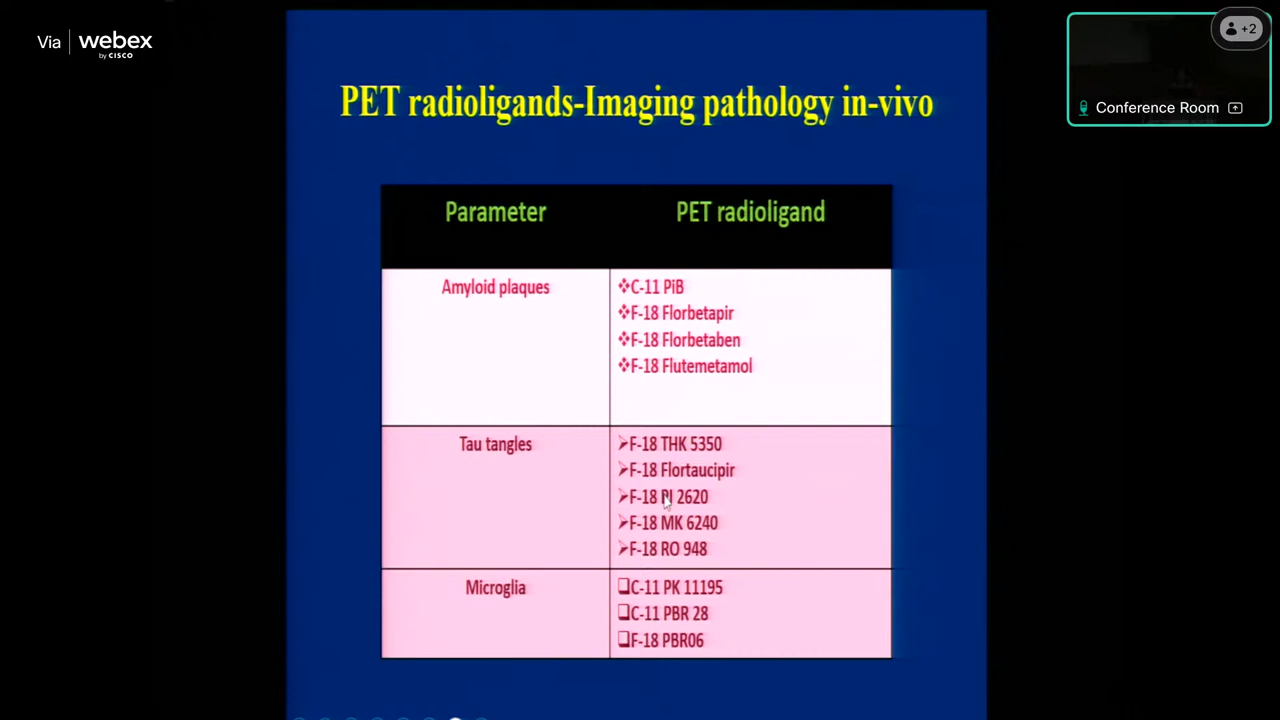 Via webex
by CISCO
+2
Conference Room
PET radioligands-Imaging pathology in-vivo
Parameter PET radioligand
Amyloid plaques
C-11 PiB
F-18 Florbetapir
F-18 Florbetaben
F-18 Flutemetamol
Tau tangles
F-18 THK 5350
F-18 Flortaucipir
F-18 PI 2620
F-18 MK 6240
F-18 RO 948
Microglia
C-11 PK 11195
C-11 PBR 28
F-18 PBR06